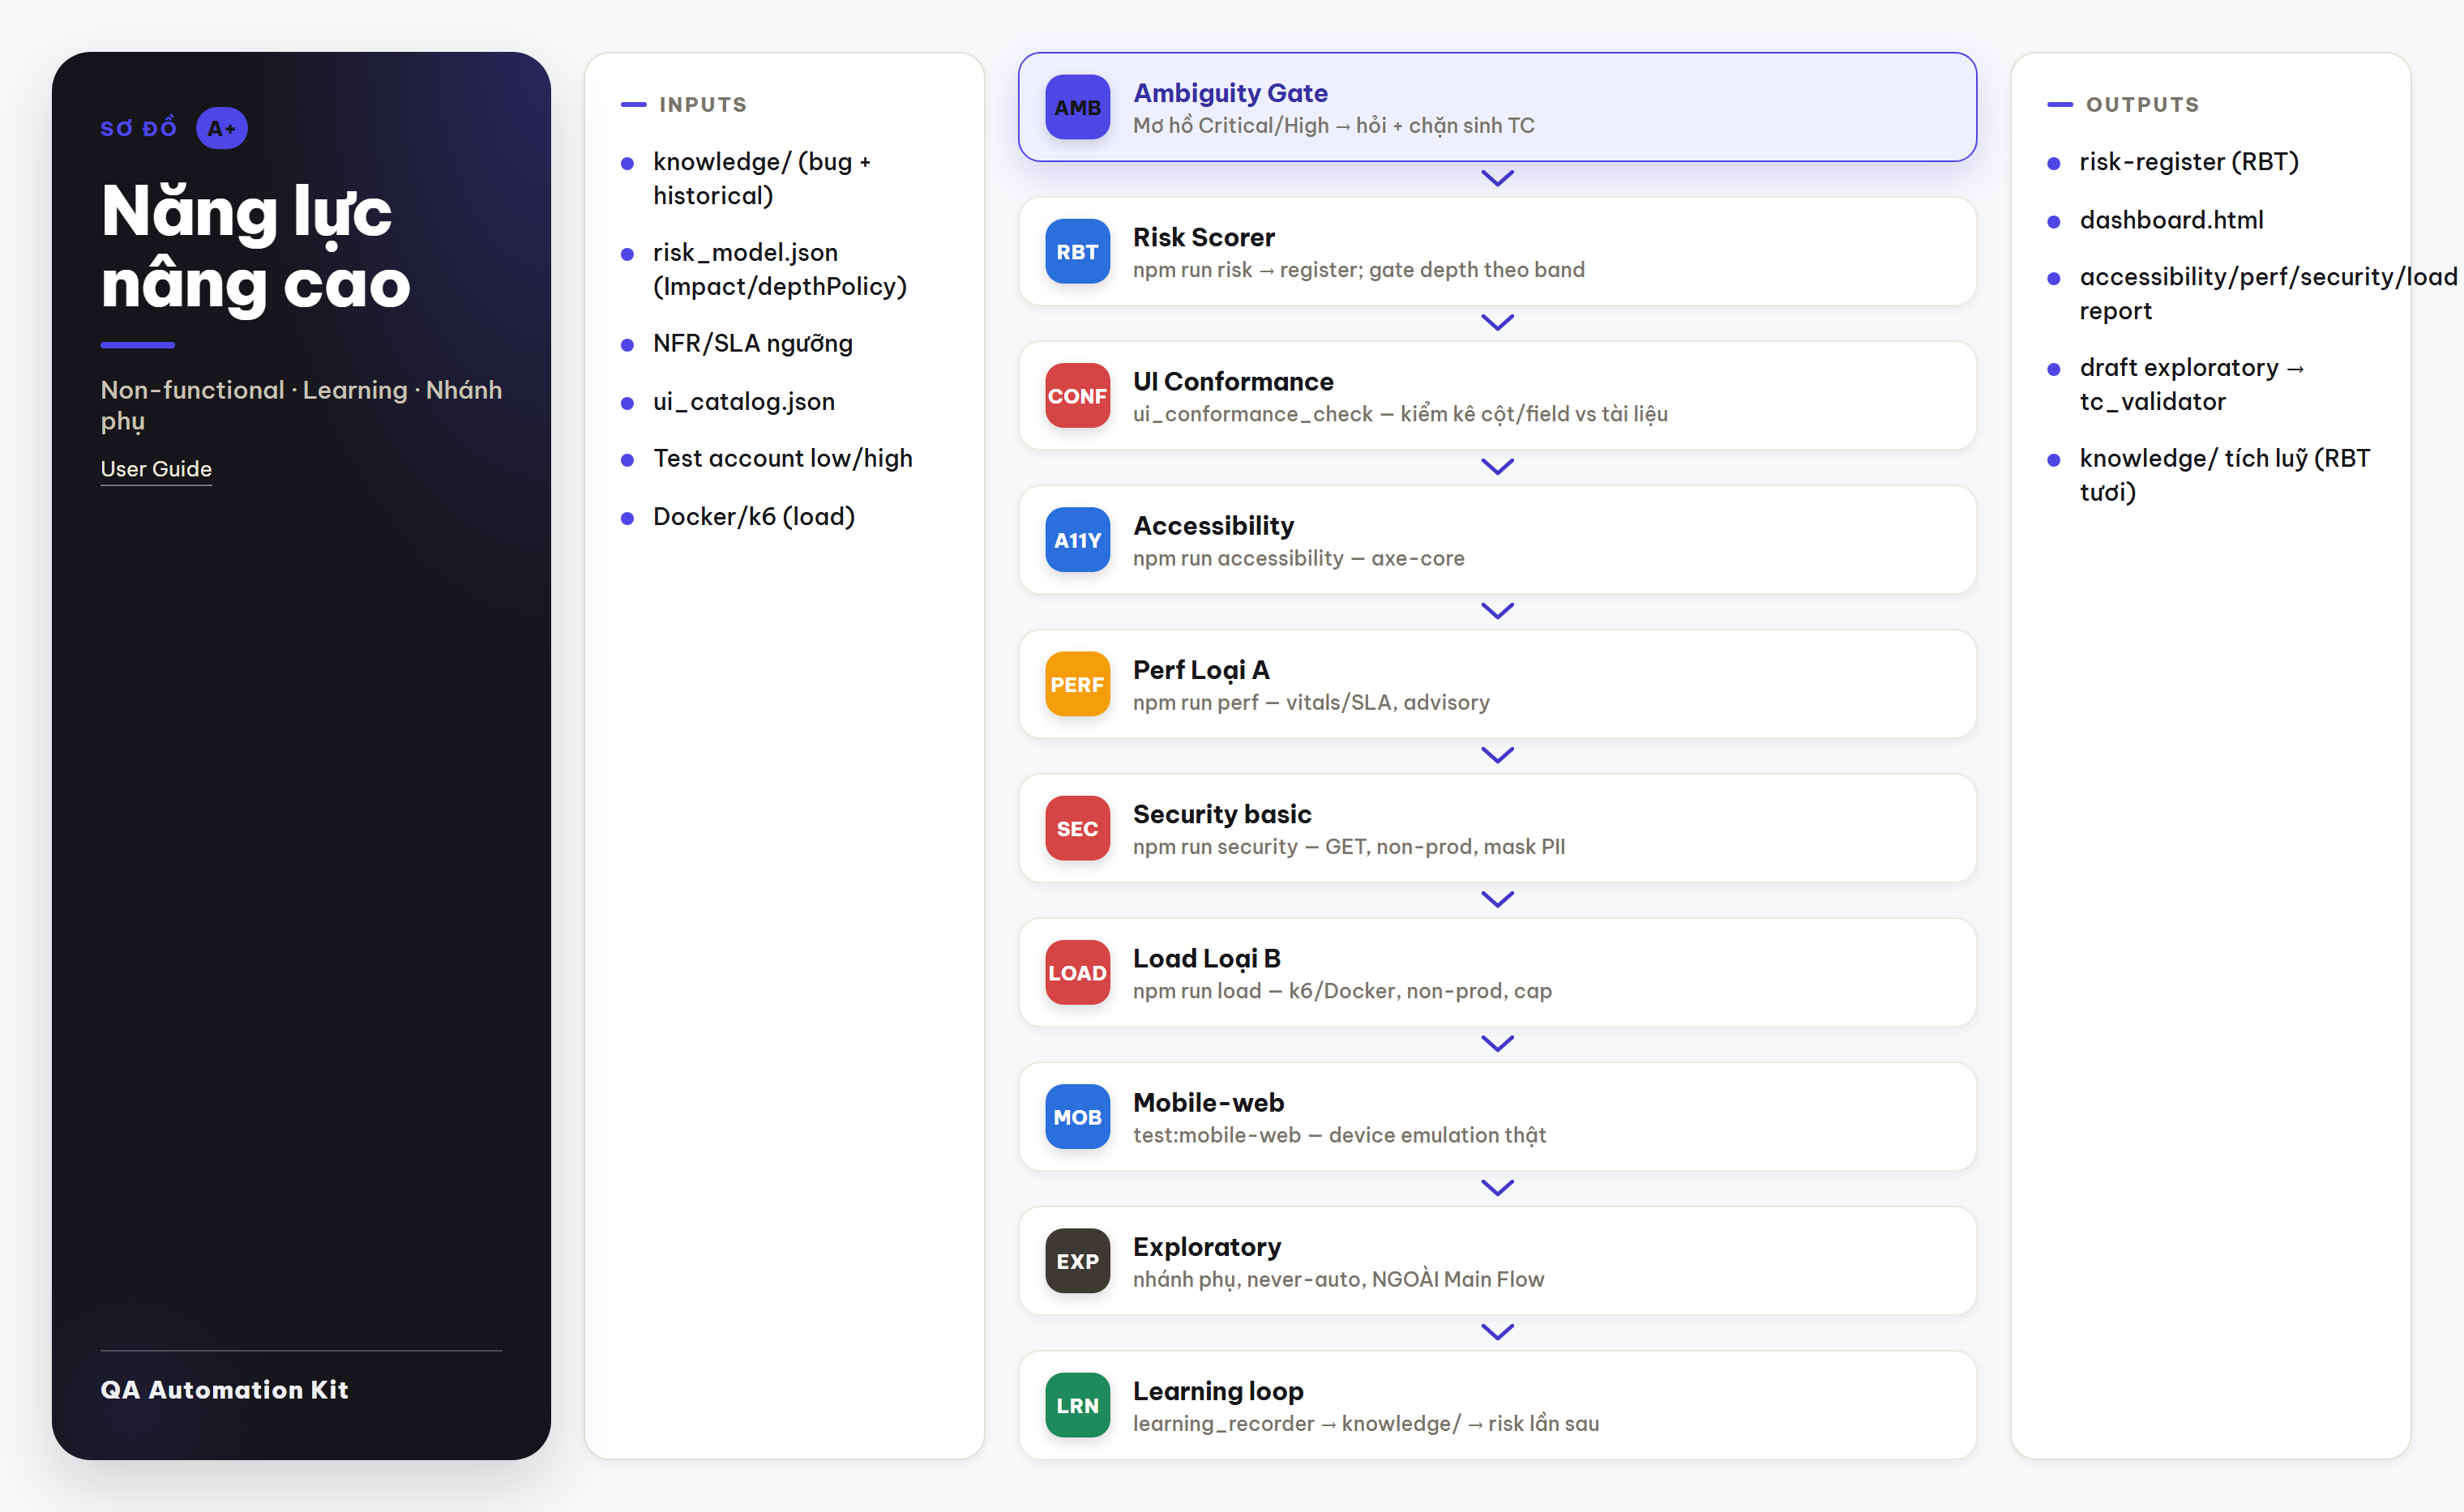 SƠ ĐỒ A+
Năng lực
nâng cao
Non-functional · Learning · Nhánh
phụ
User Guide
QA Automation Kit
INPUTS
knowledge/ (bug +
historical)
risk_model.json
(Impact/depthPolicy)
NFR/SLA ngưỡng
ui_catalog.json
Test account low/high
Docker/k6 (load)
AMB
Ambiguity Gate
Mơ hồ Critical/High → hỏi + chặn sinh TC
RBT
Risk Scorer
npm run risk → register; gate depth theo band
CONF
UI Conformance
ui_conformance_check — kiểm kê cột/field vs tài liệu
A11Y
Accessibility
npm run accessibility — axe-core
PERF
Perf Loại A
npm run perf — vitals/SLA, advisory
SEC
Security basic
npm run security — GET, non-prod, mask PII
LOAD
Load Loại B
npm run load — k6/Docker, non-prod, cap
MOB
Mobile-web
test:mobile-web — device emulation thật
EXP
Exploratory
nhánh phụ, never-auto, NGOÀI Main Flow
LRN
Learning loop
learning_recorder → knowledge/ → risk lần sau
OUTPUTS
risk-register (RBT)
dashboard.html
accessibility/perf/security/load
report
draft exploratory →
tc_validator
knowledge/ tích luỹ (RBT
tươi)